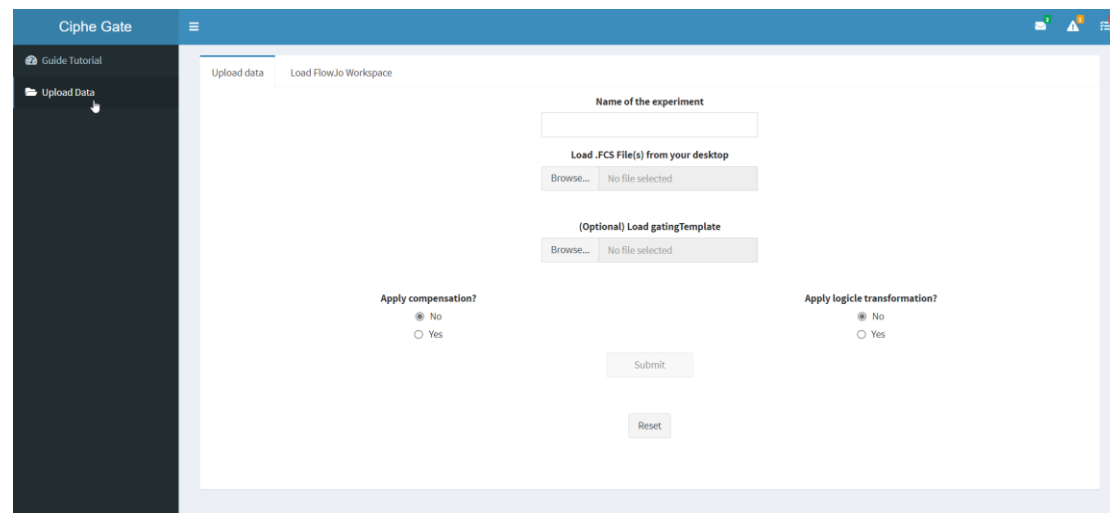 Ciphe Gate
Guide Tutorial
Upload Data
Upload data
Load FlowJo Workspace
Name of the experiment
Load .FCS File(s) from your desktop
Browse... No file selected
(Optional) Load gatingTemplate
Browse... No file selected
Apply compensation?
No
Yes
Apply logicle transformation?
No
Yes
Submit
Reset